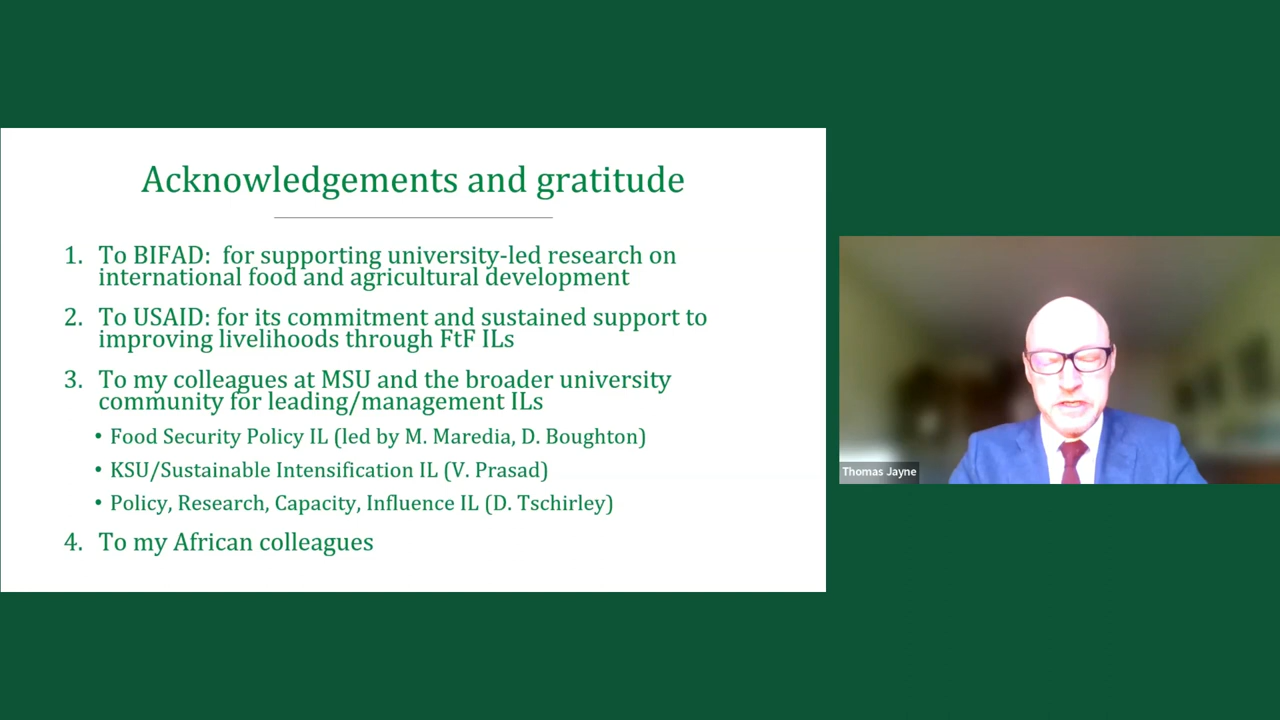 Acknowledgements and gratitude
1. To BIFAD: for supporting university-led research on
international food and agricultural development
2. To USAID: for its commitment and sustained support to
improving livelihoods through FtF ILs
3. To my colleagues at MSU and the broader university
community for leading/management ILs
• Food Security Policy IL (led by M. Maredia, D. Boughton)
• KSU/Sustainable Intensification IL (V. Prasad)
• Policy, Research, Capacity, Influence IL (D. Tschirley)
4. To my African colleagues
Thomas Jayne